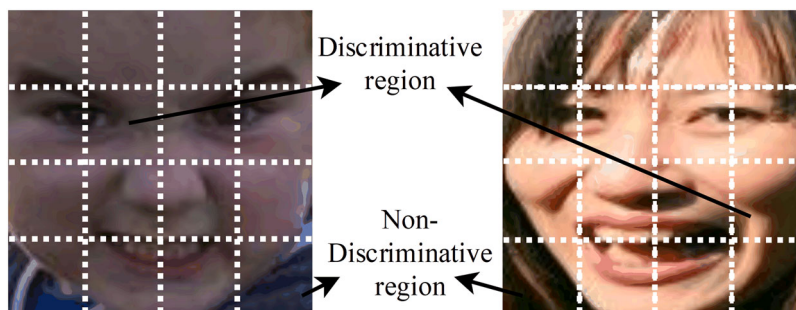 Discriminative
region
Non-
Discriminative
region